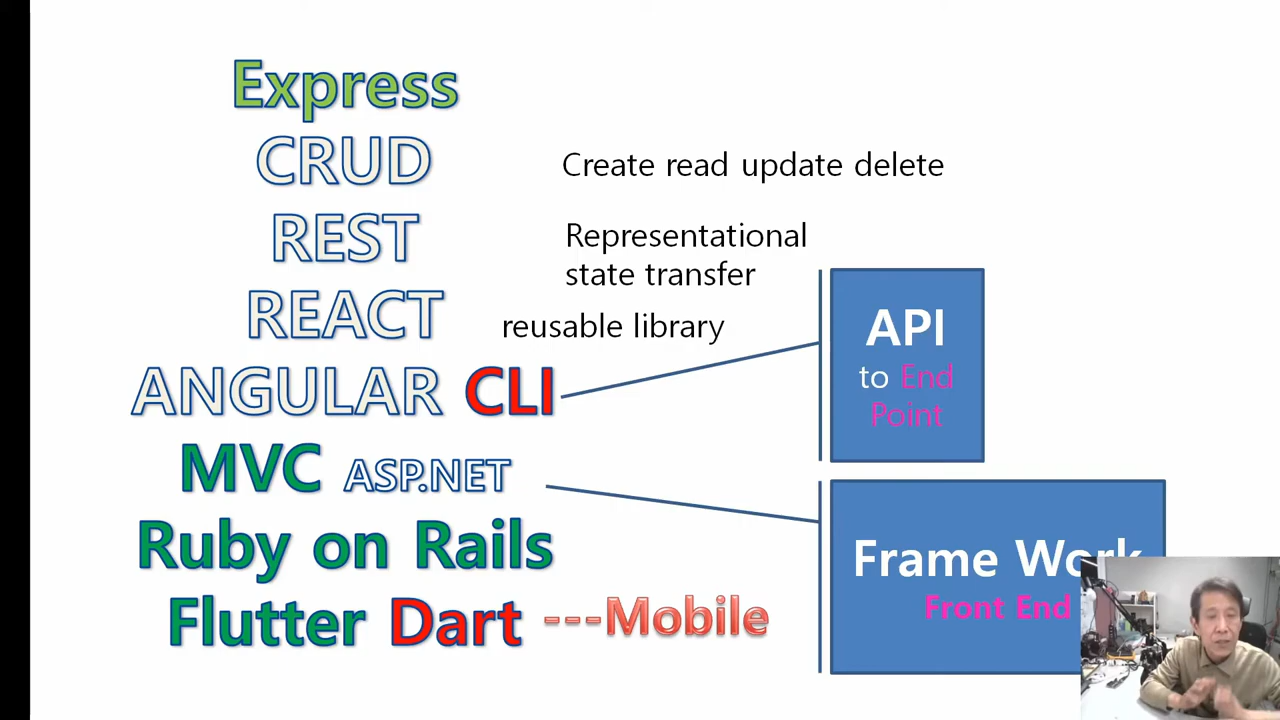 Express
CRUD
Create read update delete
REST
Representational
state transfer
REACT
reusable library
ANGULAR CLI
API
to End
Point
MVC ASP.NET
Ruby on Rails
Frame Work
Front End
Flutter Dart ---Mobile